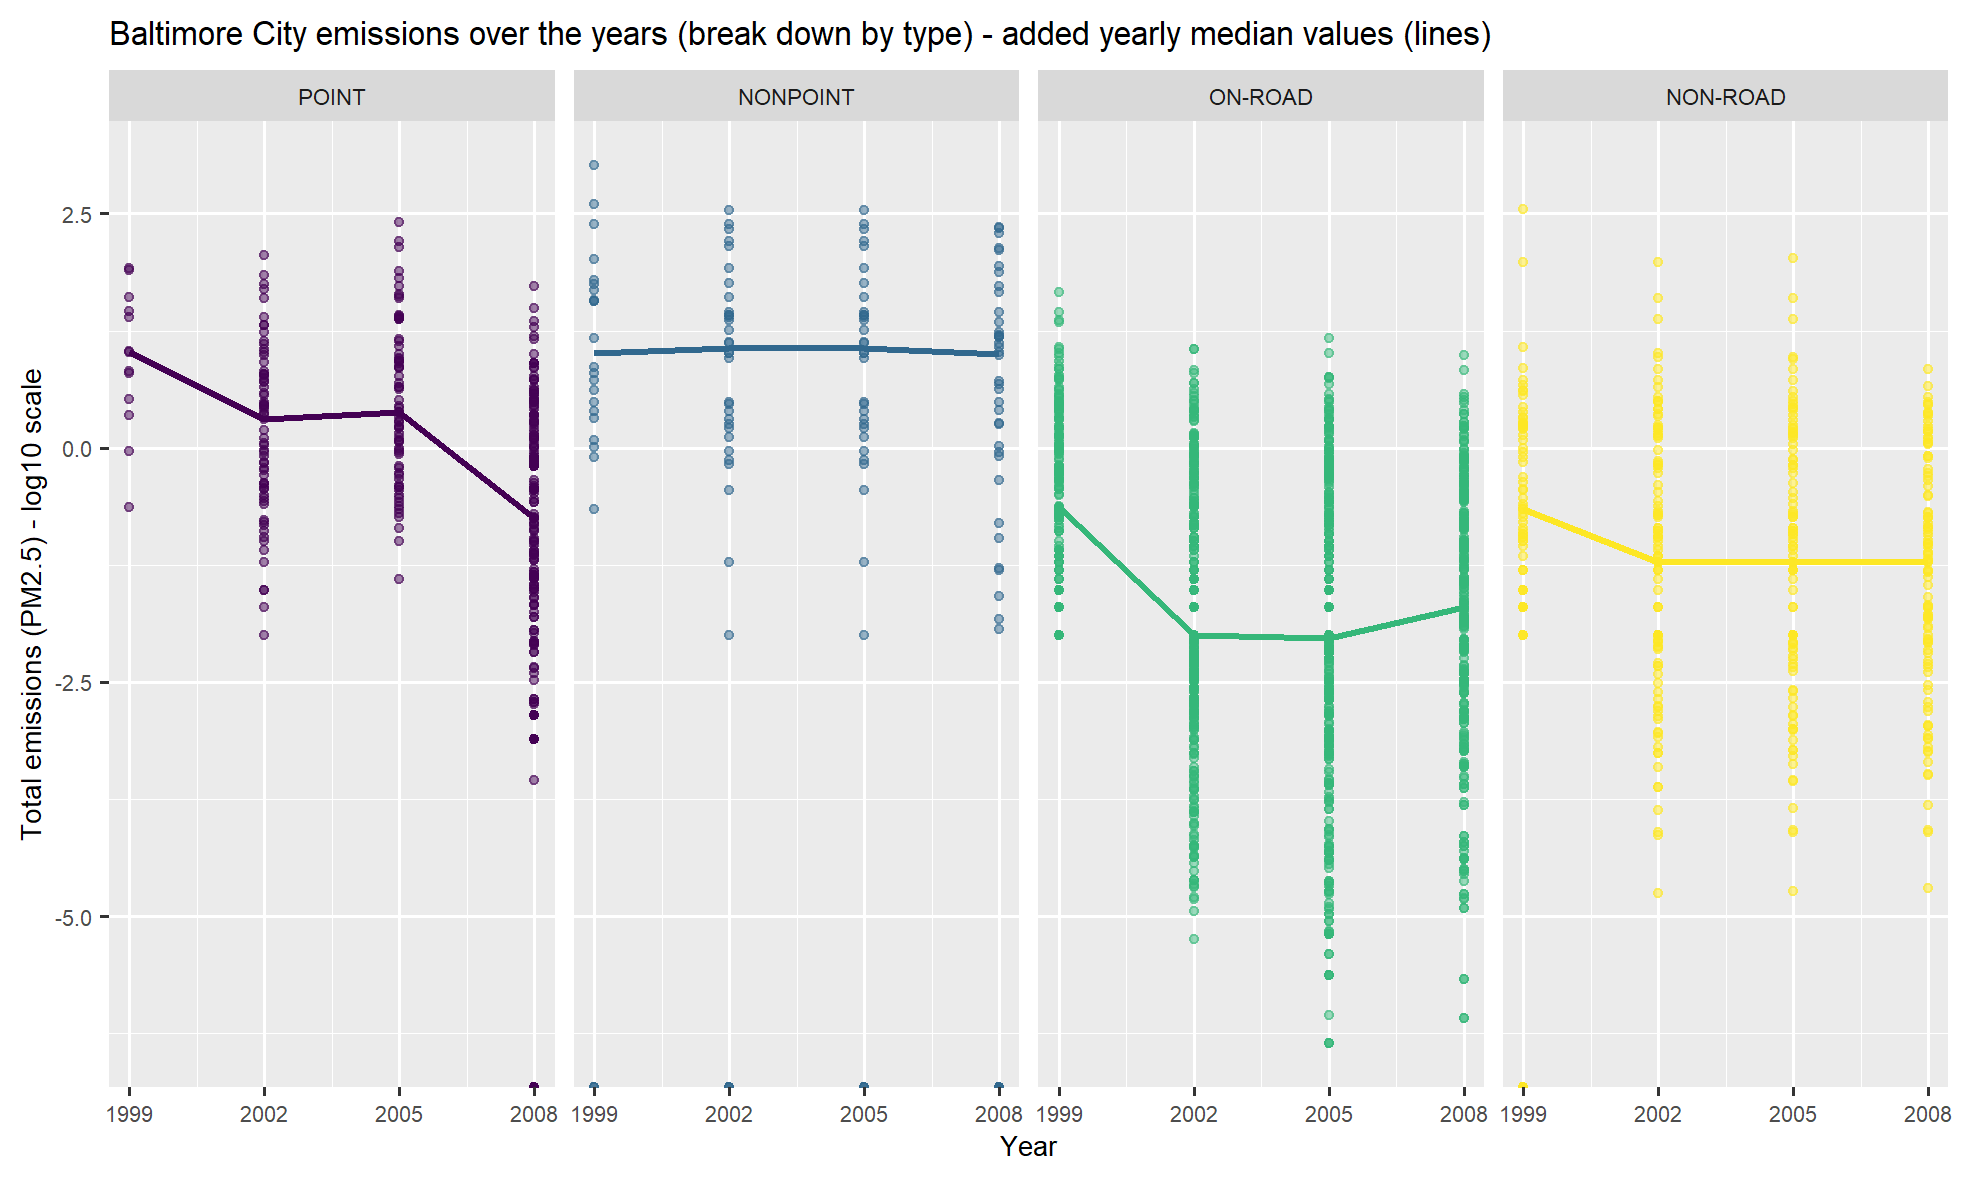 Baltimore City emissions over the years (break down by type) - added yearly median values (lines)
POINT NONPOINT ON-ROAD NON-ROAD
2.5
0.0
-2.5
-5.0
Total emissions (PM2.5) - log10 scale
1999 2002 2005 2008 1999 2002 2005 2008 1999 2002 2005 2008 1999 2002 2005 2008
Year